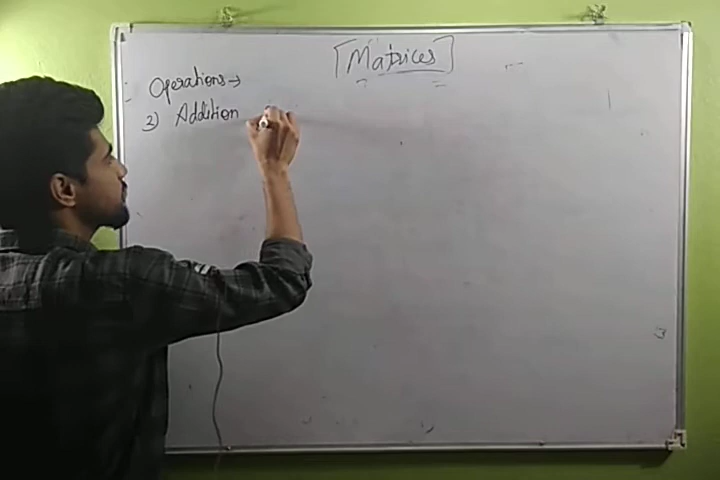 [Matrices]
Operations →
2) Addition